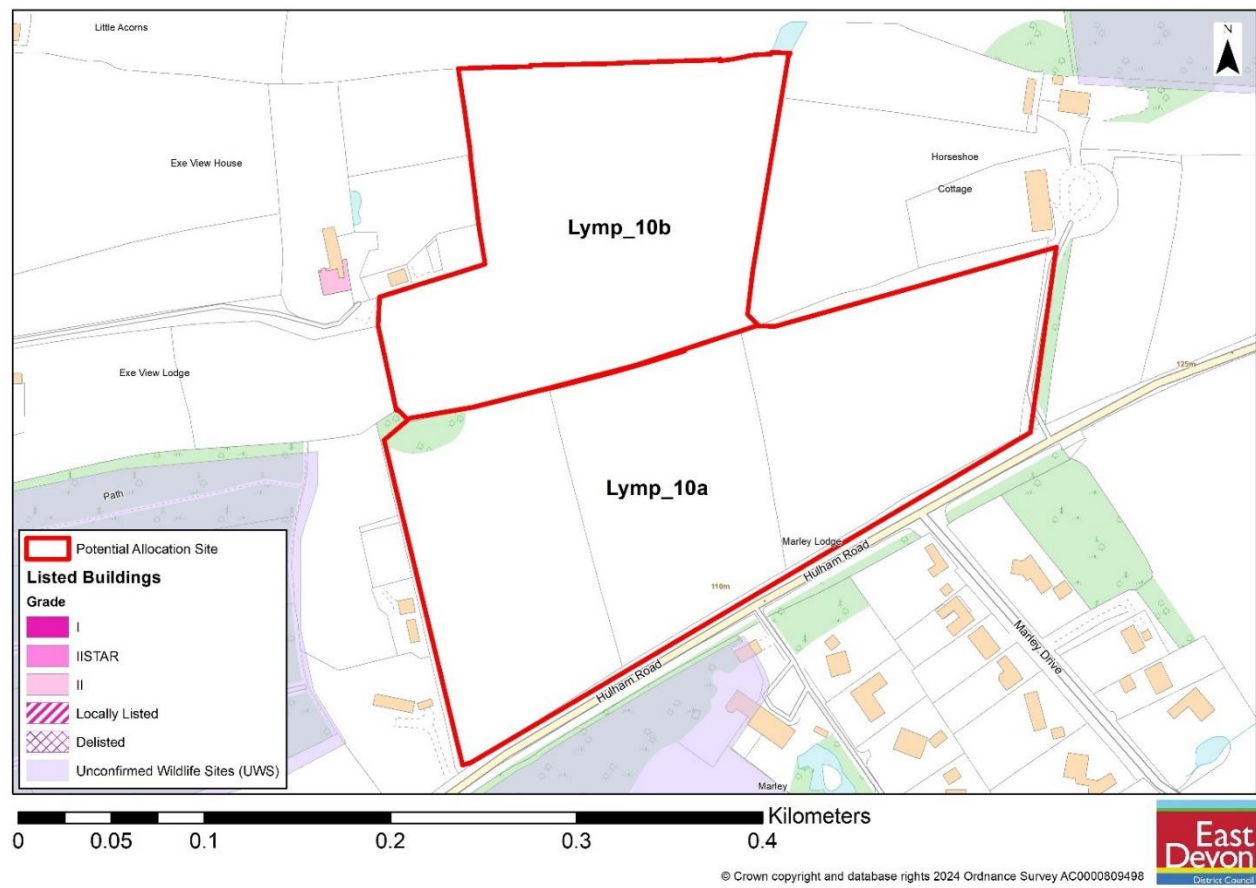 Little Acorns
N
Exe View House
Lymp_10b
Horseshoe
Cottage
Exe View Lodge
125m
Path
Lymp_10a
Marley Lodge
Hulham Road
110m
Marley Drive
Hulham Road
Marley
Potential Allocation Site
Listed Buildings
Grade
I
IISTAR
II
Locally Listed
Delisted
Unconfirmed Wildlife Sites (UWS)
Kilometers
0 0.05 0.1 0.2 0.3 0.4
© Crown copyright and database rights 2024 Ordnance Survey AC0000809498
East
Devon
District Council